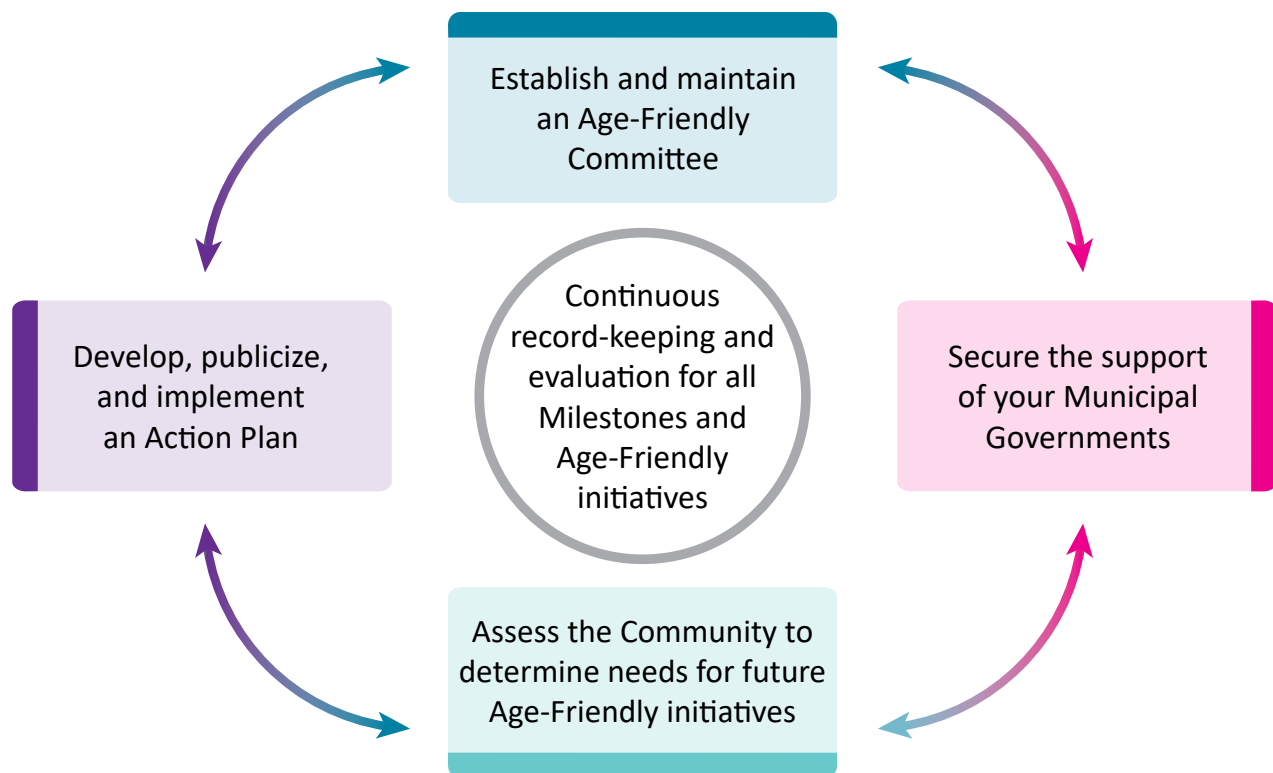 Establish and maintain
an Age-Friendly
Committee
Continuous
record-keeping and
evaluation for all
Milestones and
Age-Friendly
initiatives
Develop, publicize,
and implement
an Action Plan
Secure the support
of your Municipal
Governments
Assess the Community to
determine needs for future
Age-Friendly initiatives